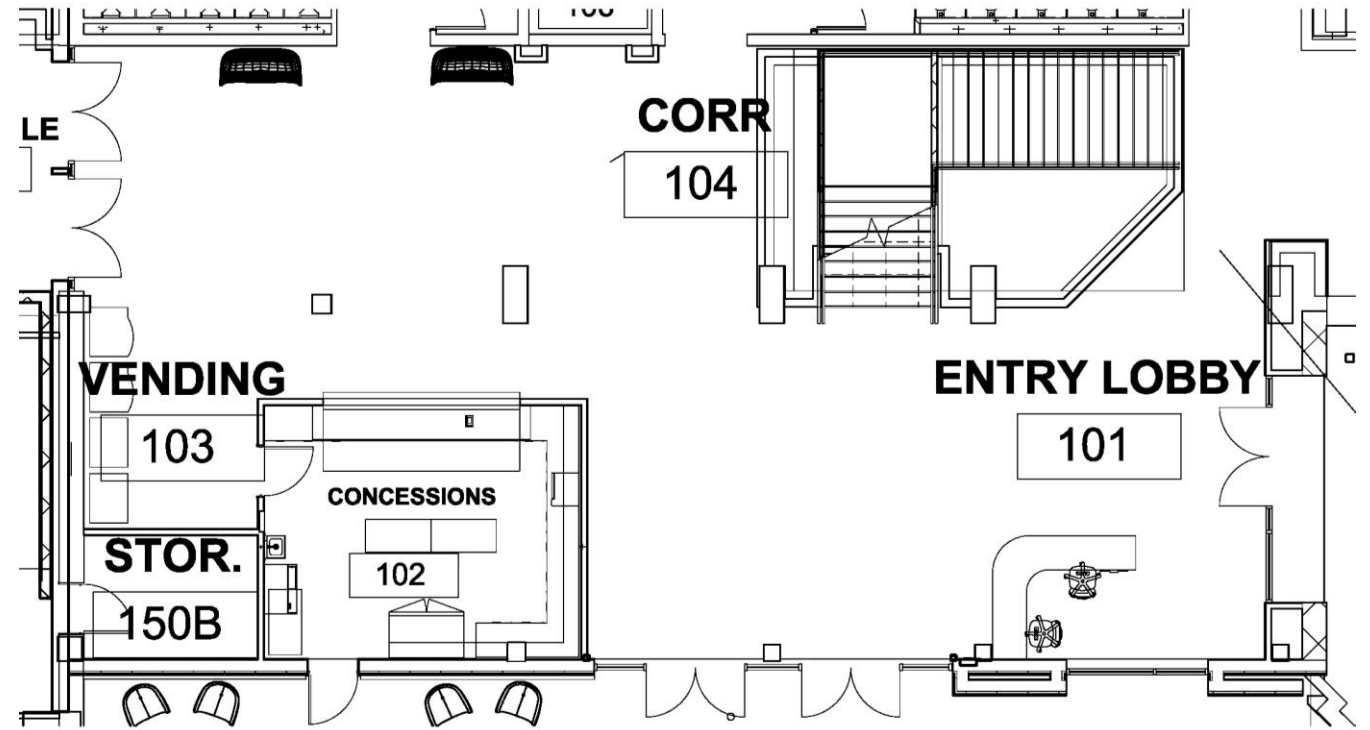 CORR
104
LE
VENDING
103
ENTRY LOBBY
101
CONCESSIONS
102
STOR.
150B